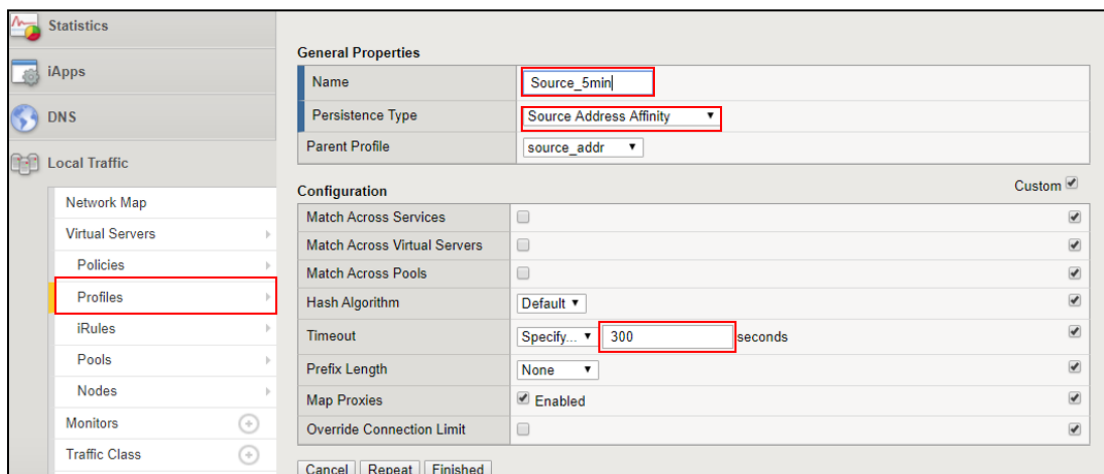 Statistics
iApps
DNS
Local Traffic
Network Map
Virtual Servers
Policies
Profiles
iRules
Pools
Nodes
Monitors
Traffic Class
General Properties
Name Source_5min
Persistence Type Source Address Affinity
Parent Profile source_addr
Configuration Custom
Match Across Services
Match Across Virtual Servers
Match Across Pools
Hash Algorithm Default
Timeout Specify... 300 seconds
Prefix Length None
Map Proxies Enabled
Override Connection Limit
Cancel Repeat Finished